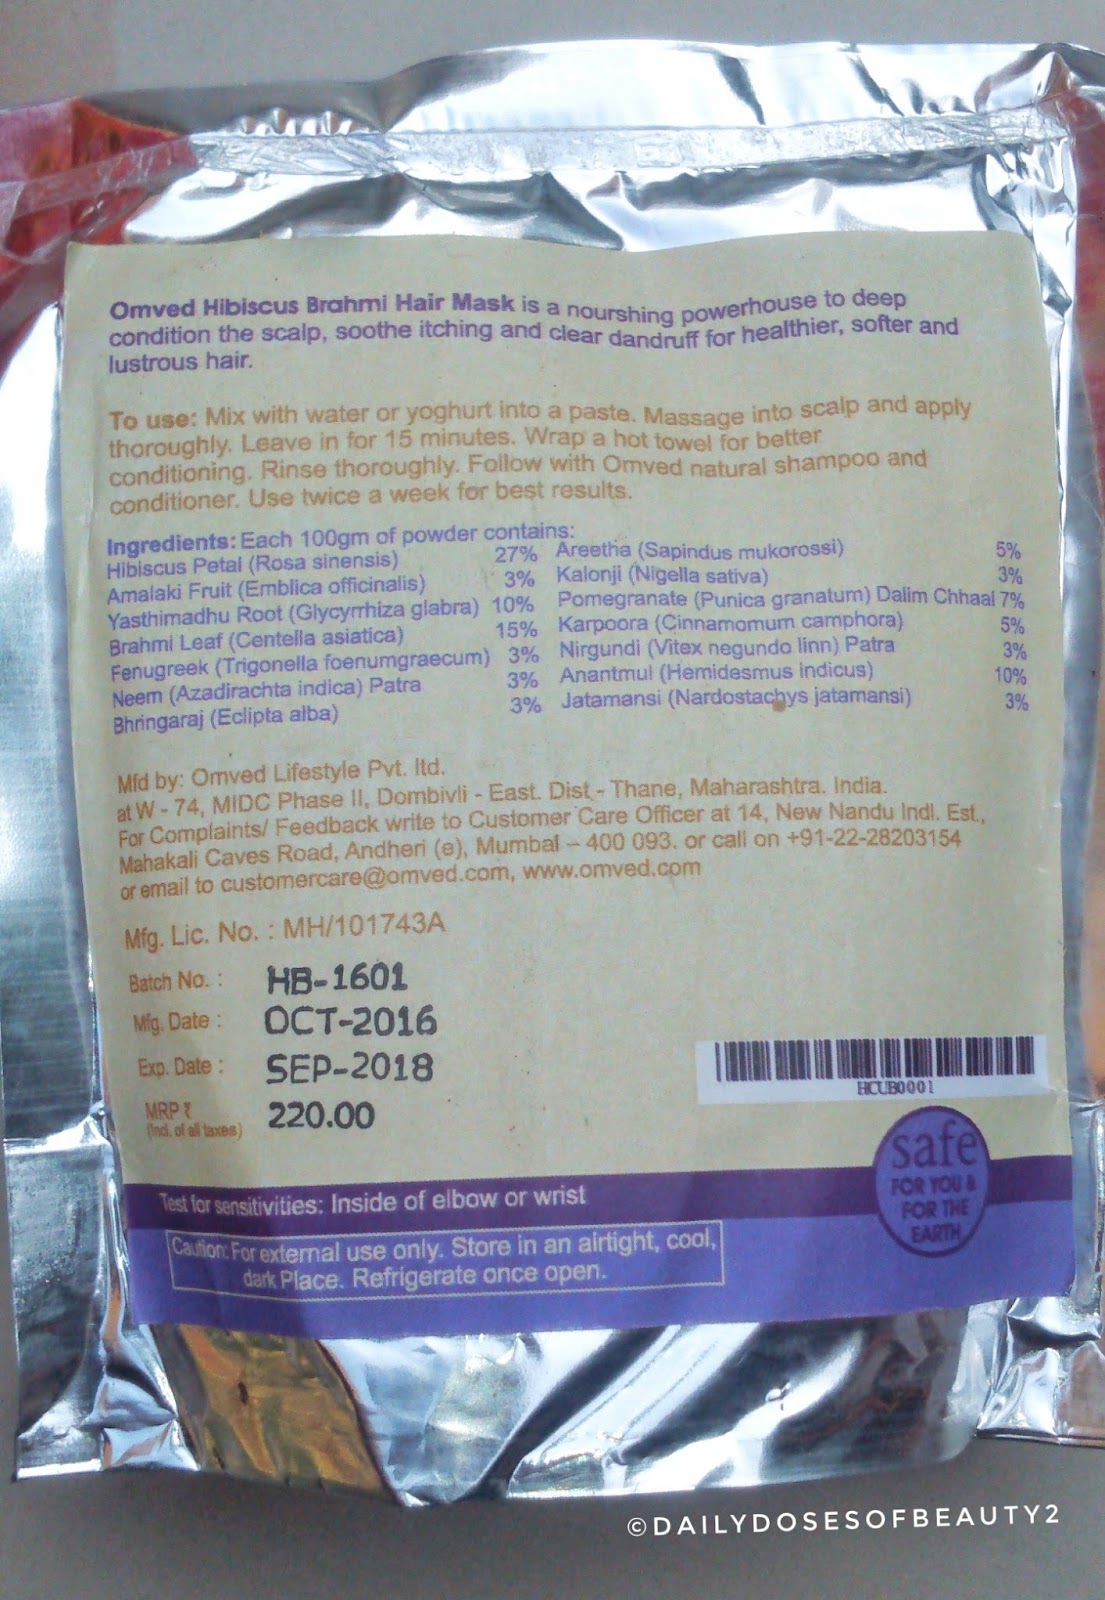 Omved Hibiscus Brahmi Hair Mask is a nourshing powerhouse to deep
condition the scalp, soothe itching and clear dandruff for healthier, softer and
lustrous hair.
To use: Mix with water or yoghurt into a paste. Massage into scalp and apply
thoroughly. Leave in for 15 minutes. Wrap a hot towel for better
conditioning. Rinse thoroughly. Follow with Omved natural shampoo and
conditioner. Use twice a week for best results.
Ingredients: Each 100gm of powder contains:
Hibiscus Petal (Rosa sinensis) 27%
Amalaki Fruit (Emblica officinalis) 3%
Yasthimadhu Root (Glycyrrhiza glabra) 10%
Brahmi Leaf (Centella asiatica) 15%
Fenugreek (Trigonella foenumgraecum) 3%
Neem (Azadirachta indica) Patra 3%
Bhringaraj (Eclipta alba) 3%
Areetha (Sapindus mukorossi) 5%
Kalonji (Nigella sativa) 3%
Pomegranate (Punica granatum) Dalim Chhaal 7%
Karpoora (Cinnamomum camphora) 5%
Nirgundi (Vitex negundo linn) Patra 3%
Anantmul (Hemidesmus indicus) 10%
Jatamansi (Nardostachys jatamansi) 3%
Mfd by: Omved Lifestyle Pvt. ltd.
at W - 74, MIDC Phase II, Dombivli - East. Dist - Thane, Maharashtra. India.
For Complaints/ Feedback write to Customer Care Officer at 14, New Nandu Indl. Est.,
Mahakali Caves Road, Andheri (e), Mumbai – 400 093. or call on +91-22-28203154
or email to customercare@omved.com, www.omved.com
Mfg. Lic. No. : MH/101743A
Batch No. : HB-1601
Mfg. Date : OCT-2016
Exp. Date : SEP-2018
MRP ₹ 220.00
(Incl. of all taxes)
HCUB0001
safe
FOR YOU &
FOR THE
EARTH
Test for sensitivities: Inside of elbow or wrist
Caution: For external use only. Store in an airtight, cool,
dark Place. Refrigerate once open.
©DAILYDOSESOFBEAUTY2